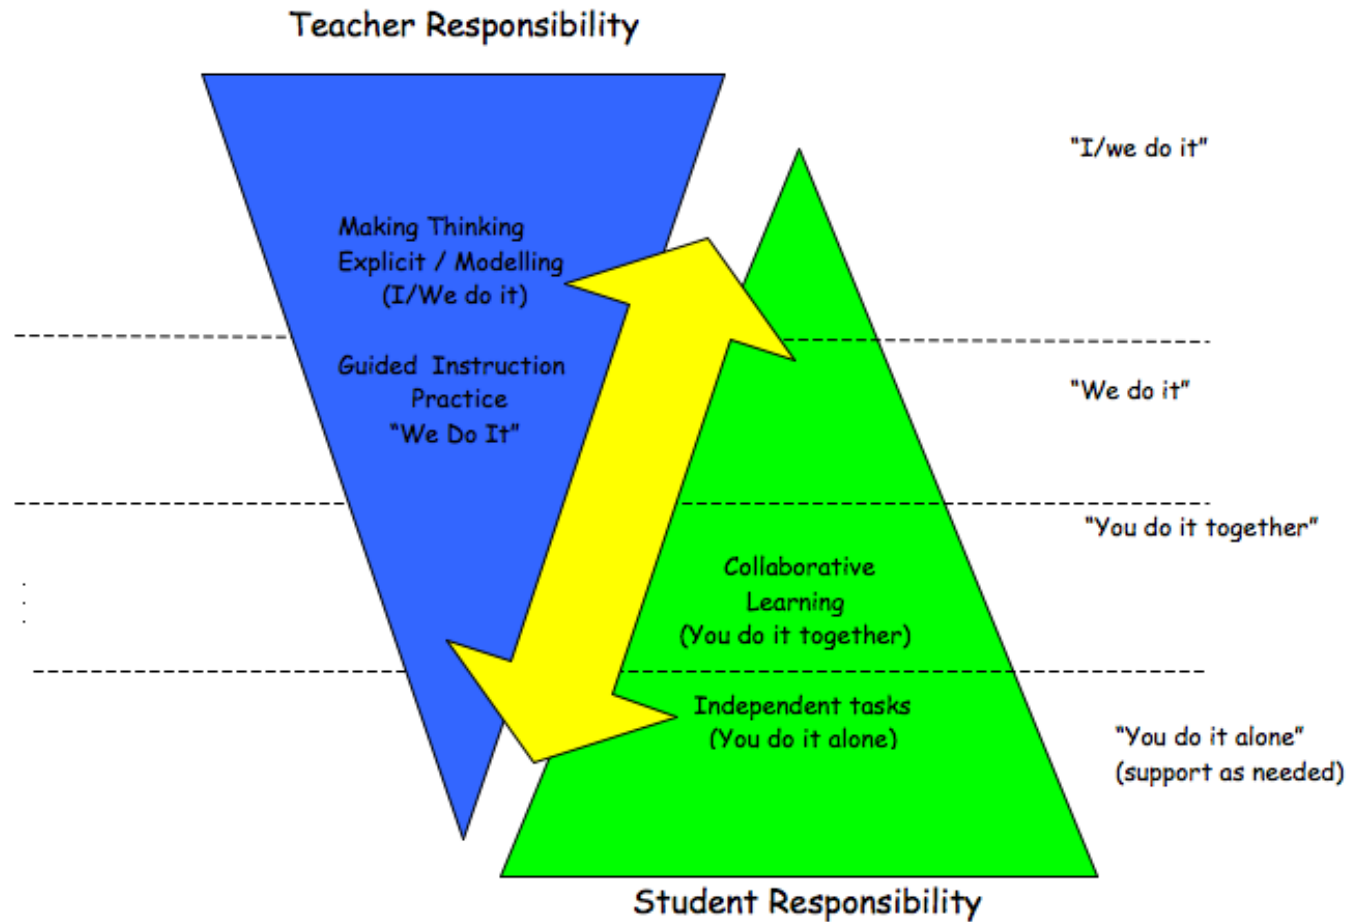 Teacher Responsibility
“I/we do it”
Making Thinking
Explicit / Modelling
(I/We do it)
Guided Instruction
Practice
“We Do It”
“We do it”
“You do it together”
Collaborative
Learning
(You do it together)
Independent tasks
(You do it alone)
“You do it alone”
(support as needed)
Student Responsibility